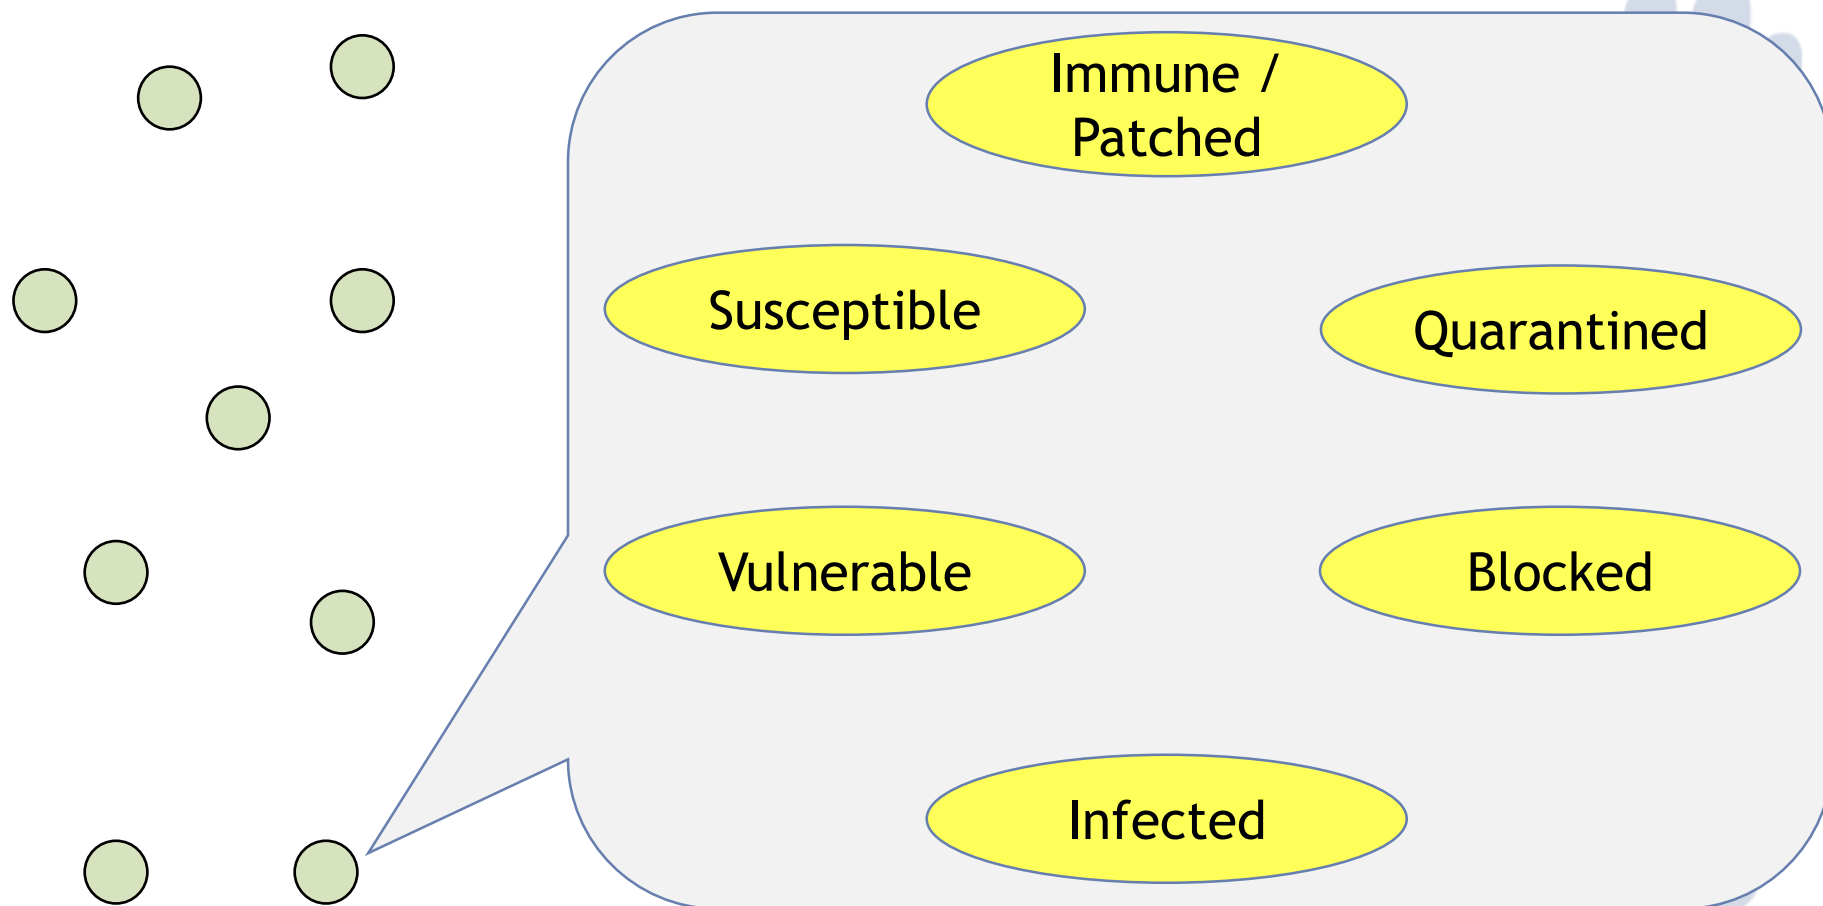 Immune /
Patched
Susceptible
Quarantined
Vulnerable
Blocked
Infected